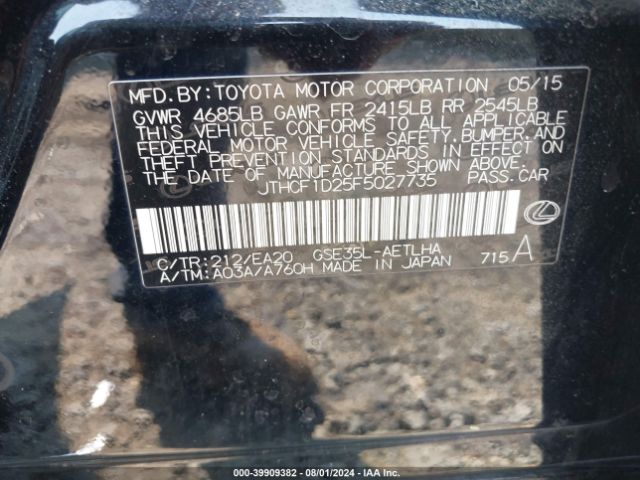 MFD. BY: TOYOTA MOTOR CORPORATION 05/15
GVWR 4685LB GAWR FR 2415LB RR 2545LB
THIS VEHICLE CONFORMS TO ALL APPLICABLE
FEDERAL MOTOR VEHICLE SAFETY, BUMPER, AND
THEFT PREVENTION STANDARDS IN EFFECT ON
THE DATE OF MANUFACTURE SHOWN ABOVE.
JTHCF1D25F5027735 PASS. CAR
C/TR: 212/EA20 GSE35L-AETLHA
A/TM: A03A/A760H MADE IN JAPAN 715 A
000-39909382 - 08/01/2024 - IAA Inc.